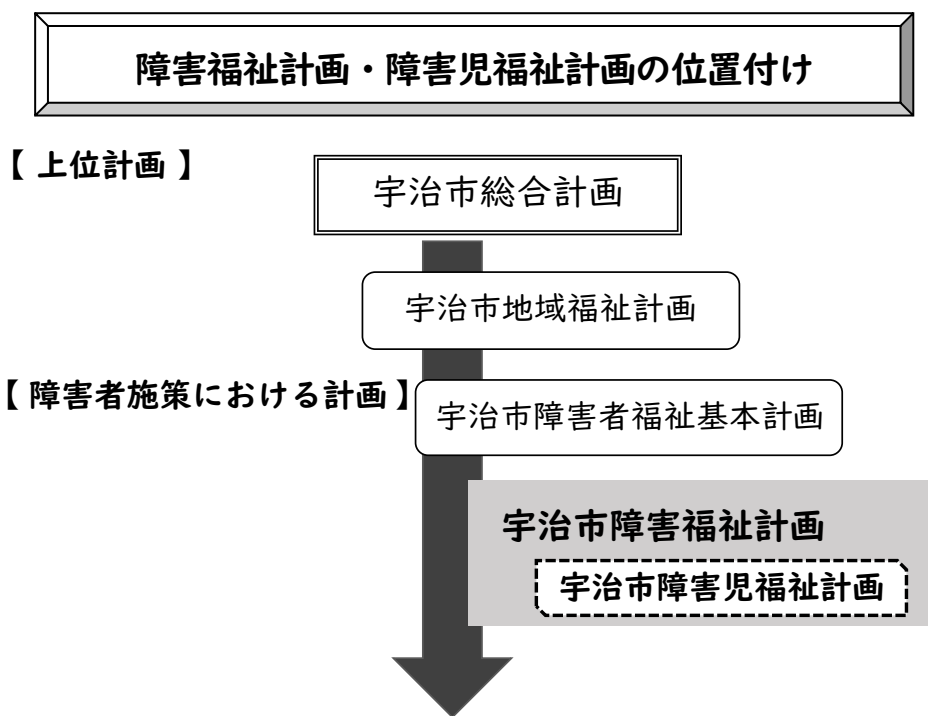 障害福祉計画・障害児福祉計画の位置付け
【 上位計画 】
宇治市総合計画
宇治市地域福祉計画
【 障害者施策における計画 】
宇治市障害者福祉基本計画
宇治市障害福祉計画
宇治市障害児福祉計画